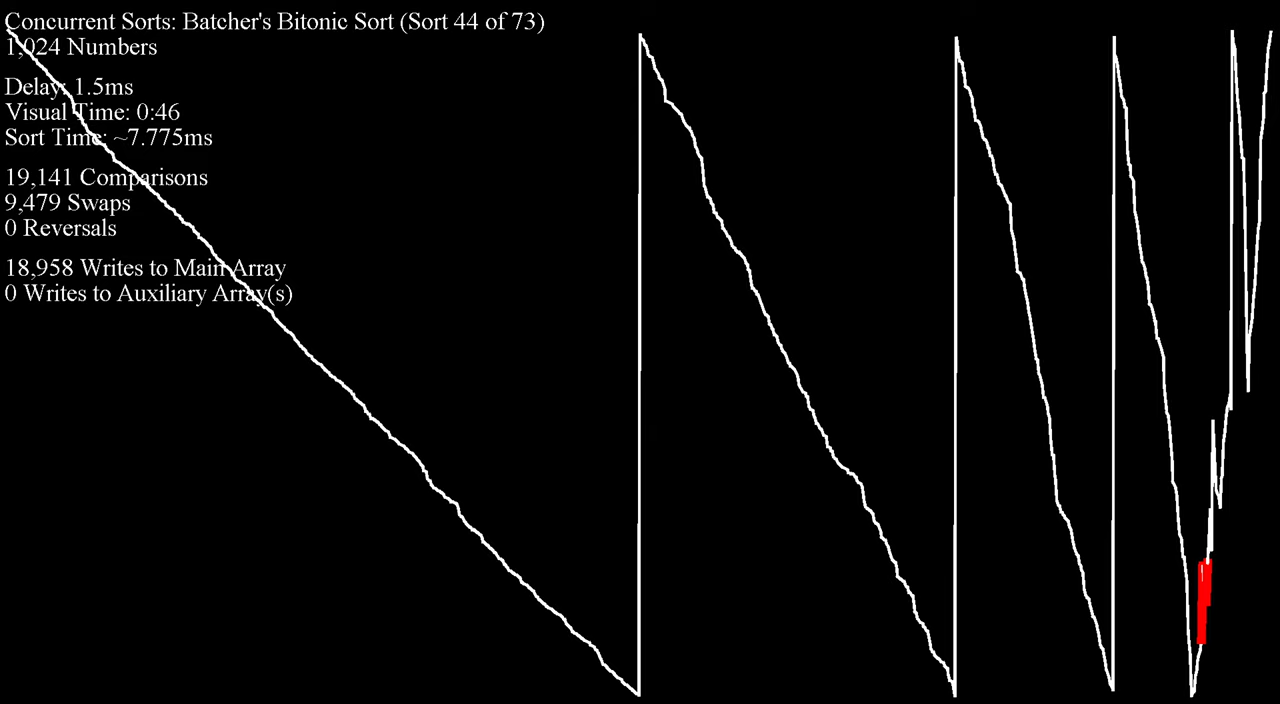 Concurrent Sorts: Batcher's Bitonic Sort (Sort 44 of 73)
1,024 Numbers
Delay: 1.5ms
Visual Time: 0:46
Sort Time: ~7.775ms
19,141 Comparisons
9,479 Swaps
0 Reversals
18,958 Writes to Main Array
0 Writes to Auxiliary Array(s)